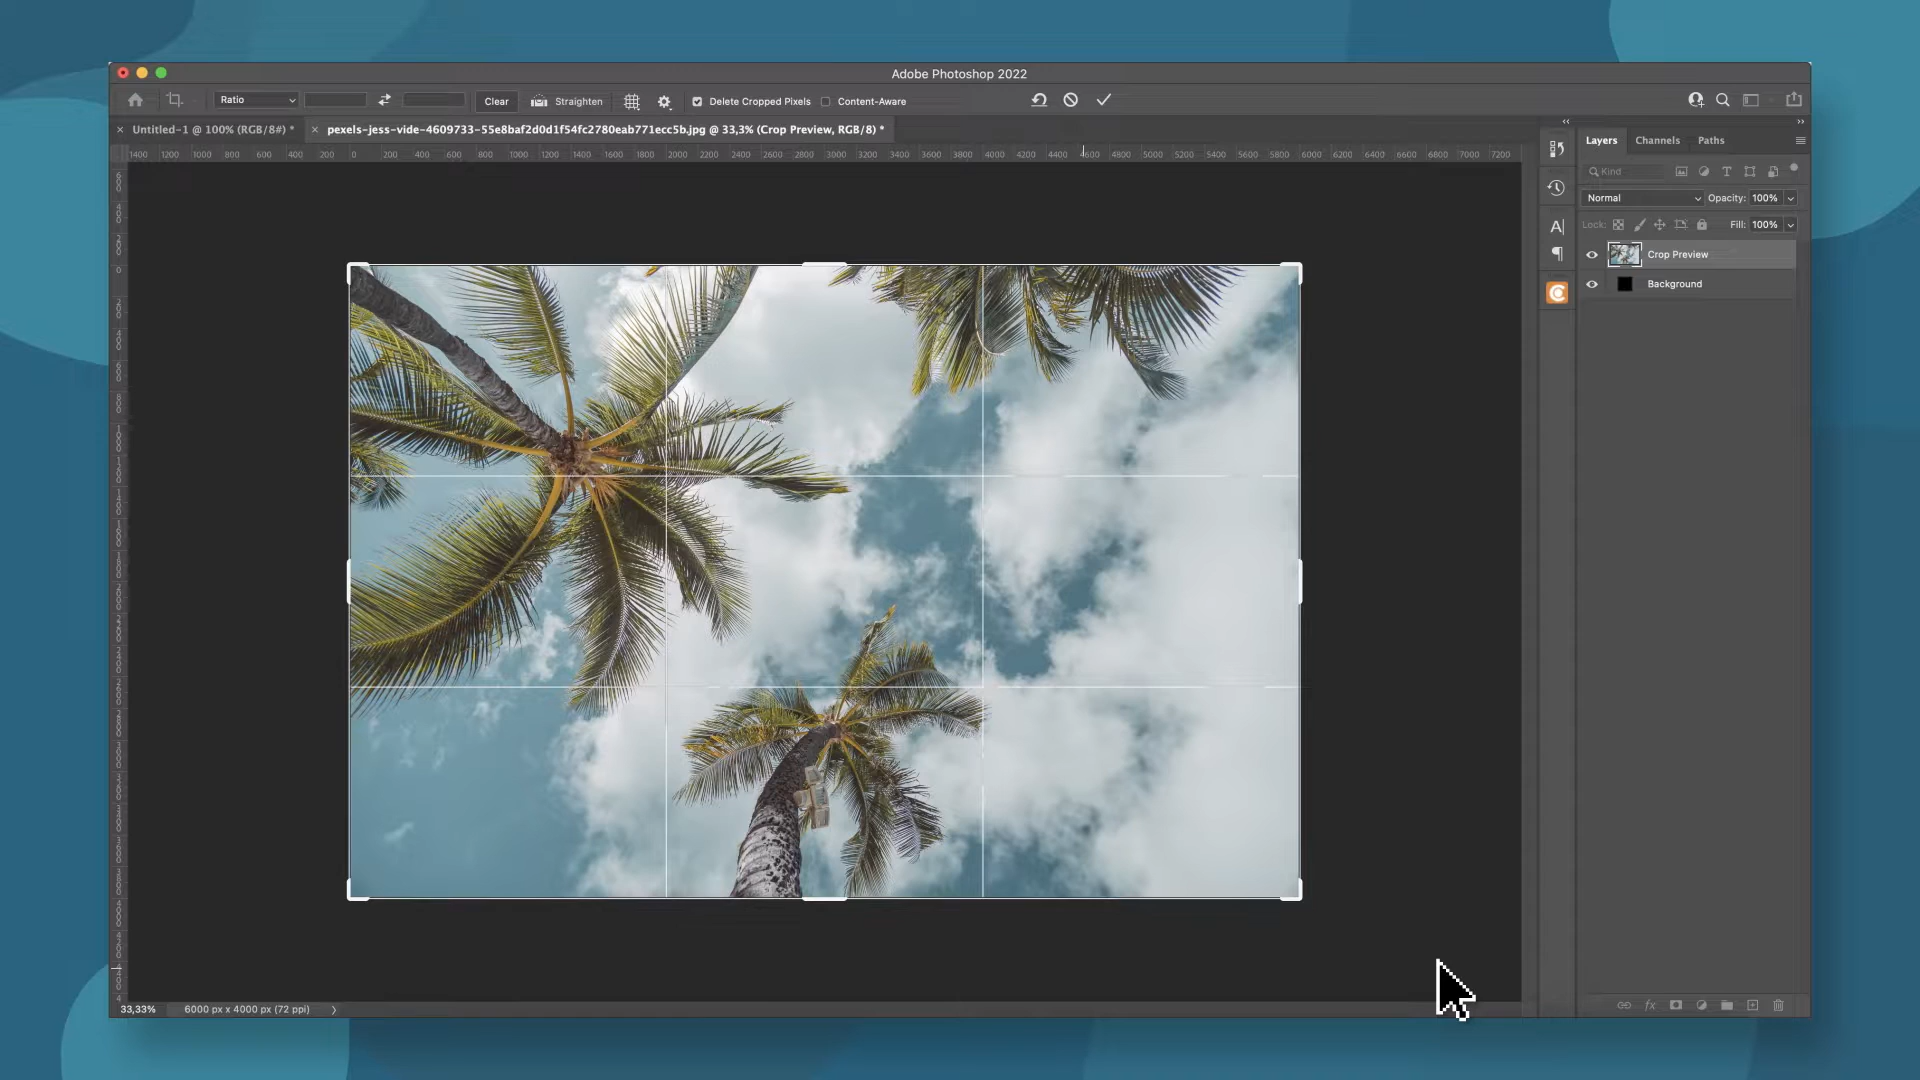 Adobe Photoshop 2022
Ratio Clear Straighten Delete Cropped Pixels Content-Aware
× Untitled-1 @ 100% (RGB/8#) * × pexels-jess-vide-4609733-55e8baf2d0d1f54fc2780eab771ecc5b.jpg @ 33,3% (Crop Preview, RGB/8) *
1400 1200 1000 800 600 400 200 0 200 400 600 800 1000 1200 1400 1600 1800 2000 2200 2400 2600 2800 3000 3200 3400 3600 3800 4000 4200 4400 4600 4800 5000 5200 5400 5600 5800 6000 6200 6400 6600 6800 7000 7200
Layers Channels Paths
Kind
Normal Opacity: 100%
Lock: Fill: 100%
Crop Preview
Background
33,33% 6000 px x 4000 px (72 ppi)